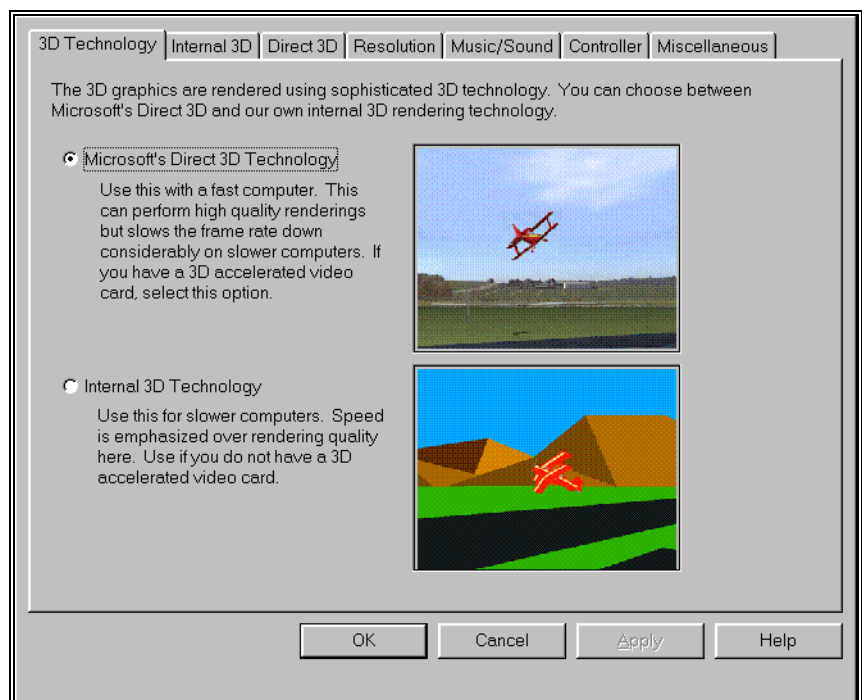 3D Technology Internal 3D Direct 3D Resolution Music/Sound Controller Miscellaneous
The 3D graphics are rendered using sophisticated 3D technology. You can choose between
Microsoft's Direct 3D and our own internal 3D rendering technology.
Microsoft's Direct 3D Technology
Use this with a fast computer. This
can perform high quality renderings
but slows the frame rate down
considerably on slower computers. If
you have a 3D accelerated video
card, select this option.
Internal 3D Technology
Use this for slower computers. Speed
is emphasized over rendering quality
here. Use if you do not have a 3D
accelerated video card.
OK Cancel Apply Help